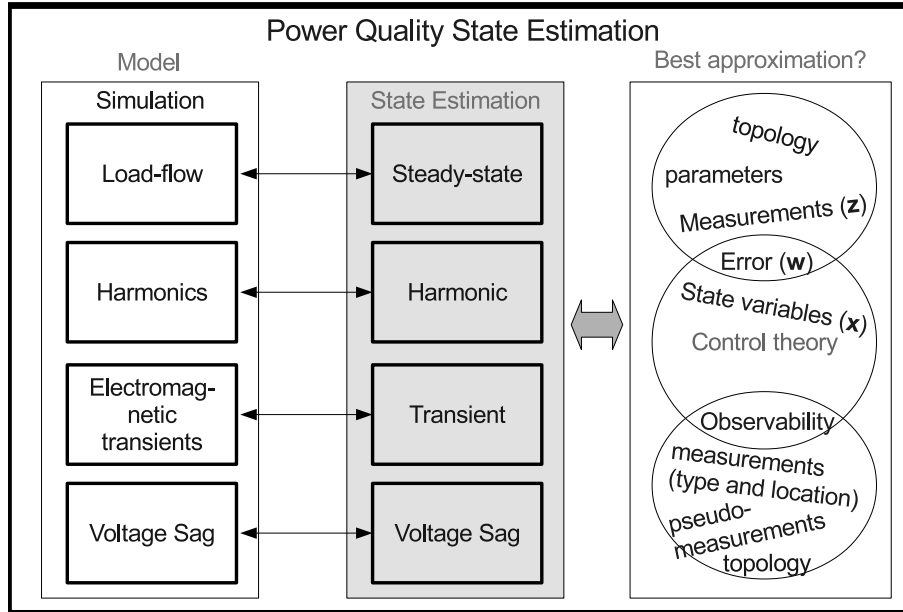 Power Quality State Estimation
Model
Simulation
Load-flow
Harmonics
Electromag-
netic
transients
Voltage Sag
State Estimation
Steady-state
Harmonic
Transient
Voltage Sag
Best approximation?
topology
parameters
Measurements (z)
Error (w)
State variables (x)
Control theory
Observability
measurements
(type and location)
pseudo-
measurements
topology